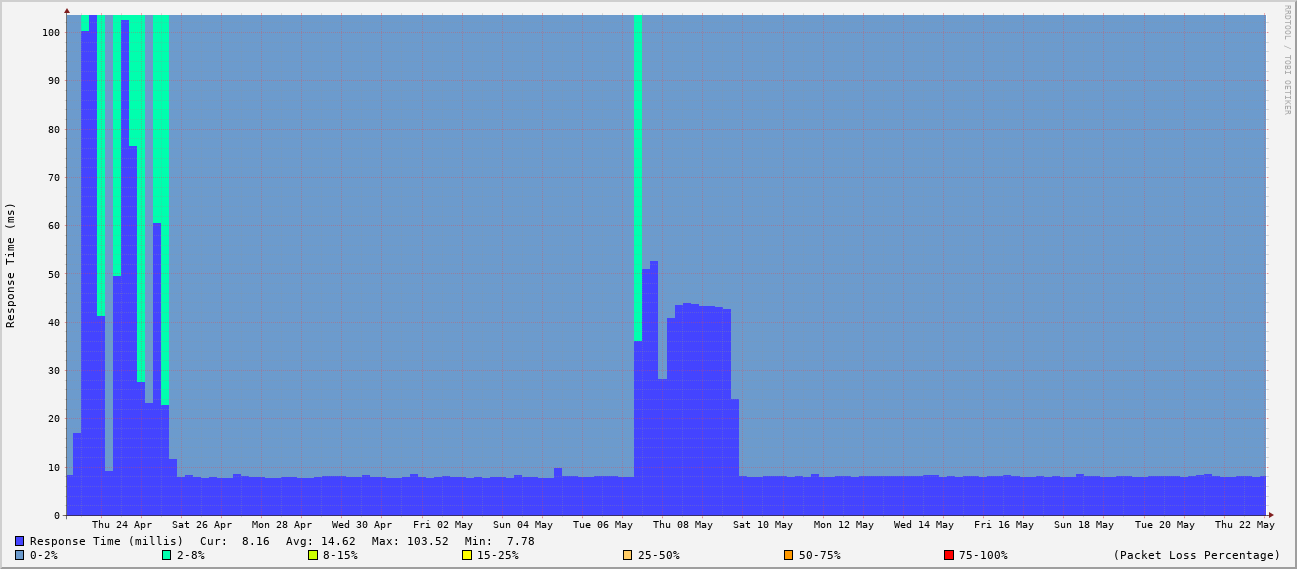 RRDTOOL / TOBI OETIKER
Response Time (ms)
100
90
80
70
60
50
40
30
20
10
0
Thu 24 Apr Sat 26 Apr Mon 28 Apr Wed 30 Apr Fri 02 May Sun 04 May Tue 06 May Thu 08 May Sat 10 May Mon 12 May Wed 14 May Fri 16 May Sun 18 May Tue 20 May Thu 22 May
Response Time (millis) Cur: 8.16 Avg: 14.62 Max: 103.52 Min: 7.78
0-2% 2-8% 8-15% 15-25% 25-50% 50-75% 75-100% (Packet Loss Percentage)